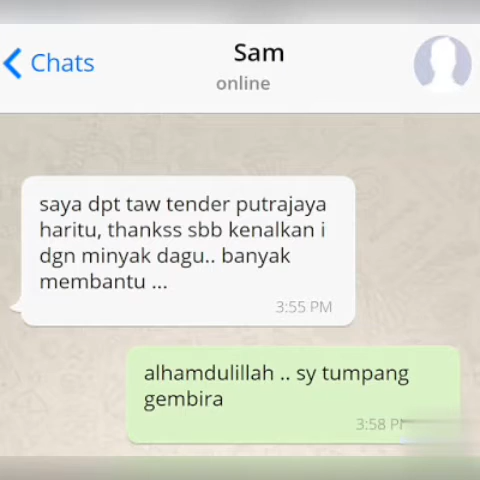 Chats
Sam
online
saya dpt taw tender putrajaya
haritu, thankss sbb kenalkan i
dgn minyak dagu.. banyak
membantu ...
3:55 PM
alhamdulillah .. sy tumpang
gembira
3:58